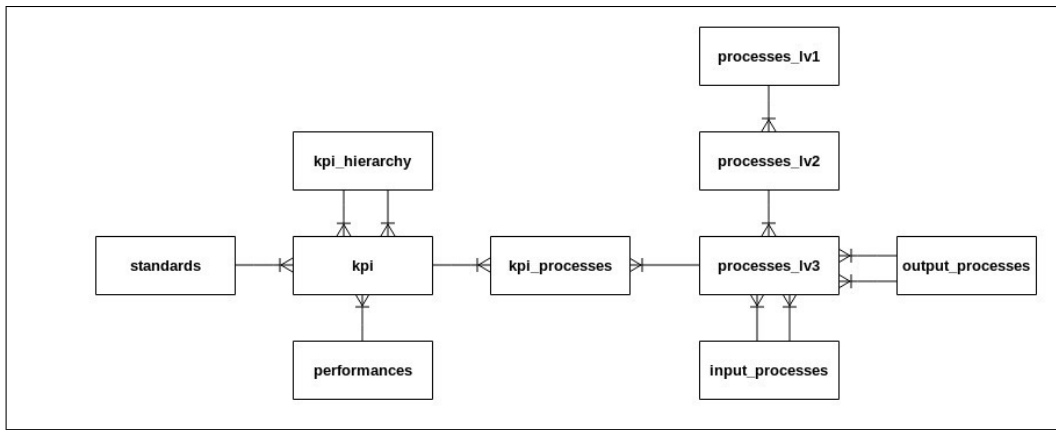 processes_lv1
kpi_hierarchy
processes_lv2
standards
kpi
kpi_processes
processes_lv3
output_processes
performances
input_processes